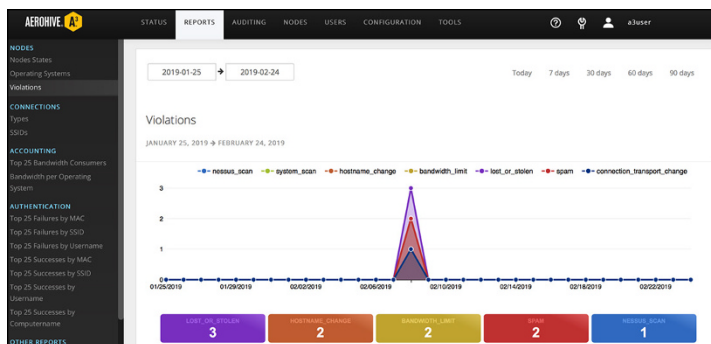 AEROHIVE A3
STATUS REPORTS AUDITING NODES USERS CONFIGURATION TOOLS a3user
NODES
Nodes States
Operating Systems
Violations
CONNECTIONS
Types
SSIDs
ACCOUNTING
Top 25 Bandwidth Consumers
Bandwidth per Operating
System
AUTHENTICATION
Top 25 Failures by MAC
Top 25 Failures by SSID
Top 25 Failures by Username
Top 25 Successes by MAC
Top 25 Successes by SSID
Top 25 Successes by
Username
Top 25 Successes by
Computername
OTHER REPORTS
2019-01-25 → 2019-02-24
Today 7 days 30 days 60 days 90 days
Violations
JANUARY 25, 2019 → FEBRUARY 24, 2019
nessus_scan system_scan hostname_change bandwidth_limit lost_or_stolen spam connection_transport_change
3
2
1
0
01/25/2019 01/29/2019 02/02/2019 02/06/2019 02/10/2019 02/14/2019 02/18/2019 02/22/2019
LOST_OR_STOLEN HOSTNAME_CHANGE BANDWIDTH_LIMIT SPAM NESSUS_SCAN
3 2 2 2 1